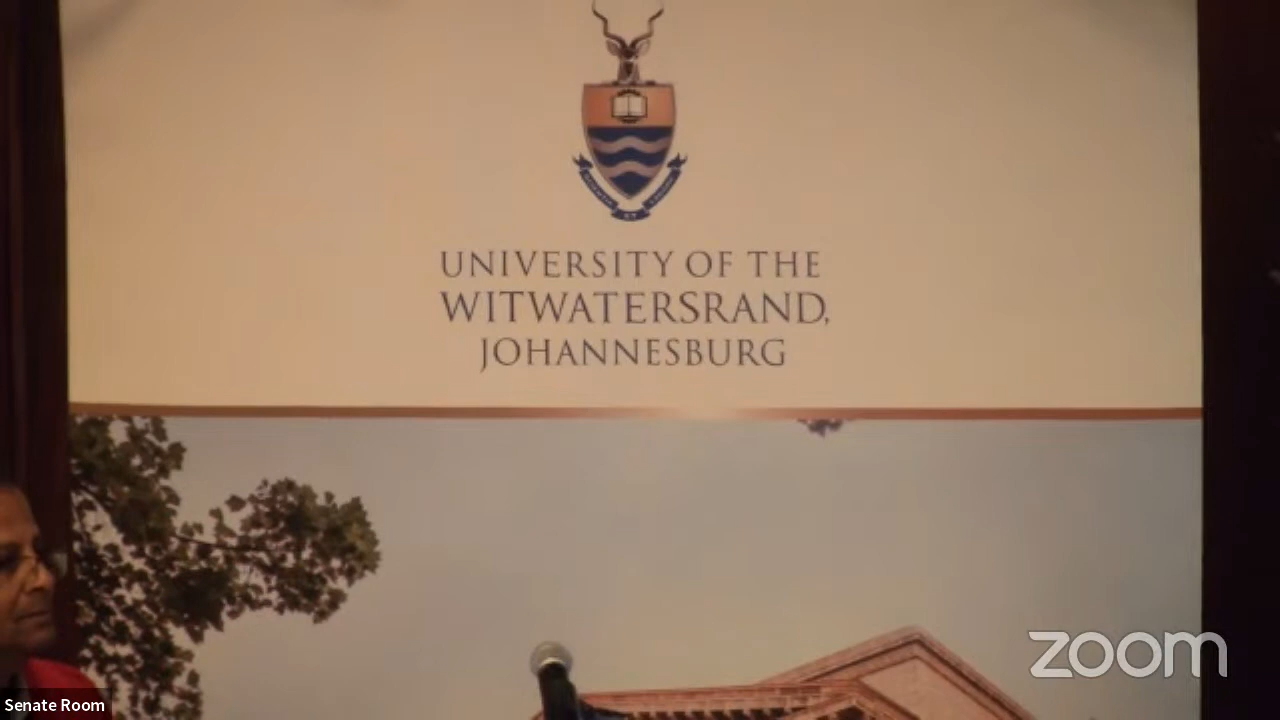 UNIVERSITY OF THE
WITWATERSRAND,
JOHANNESBURG
zoom
Senate Room